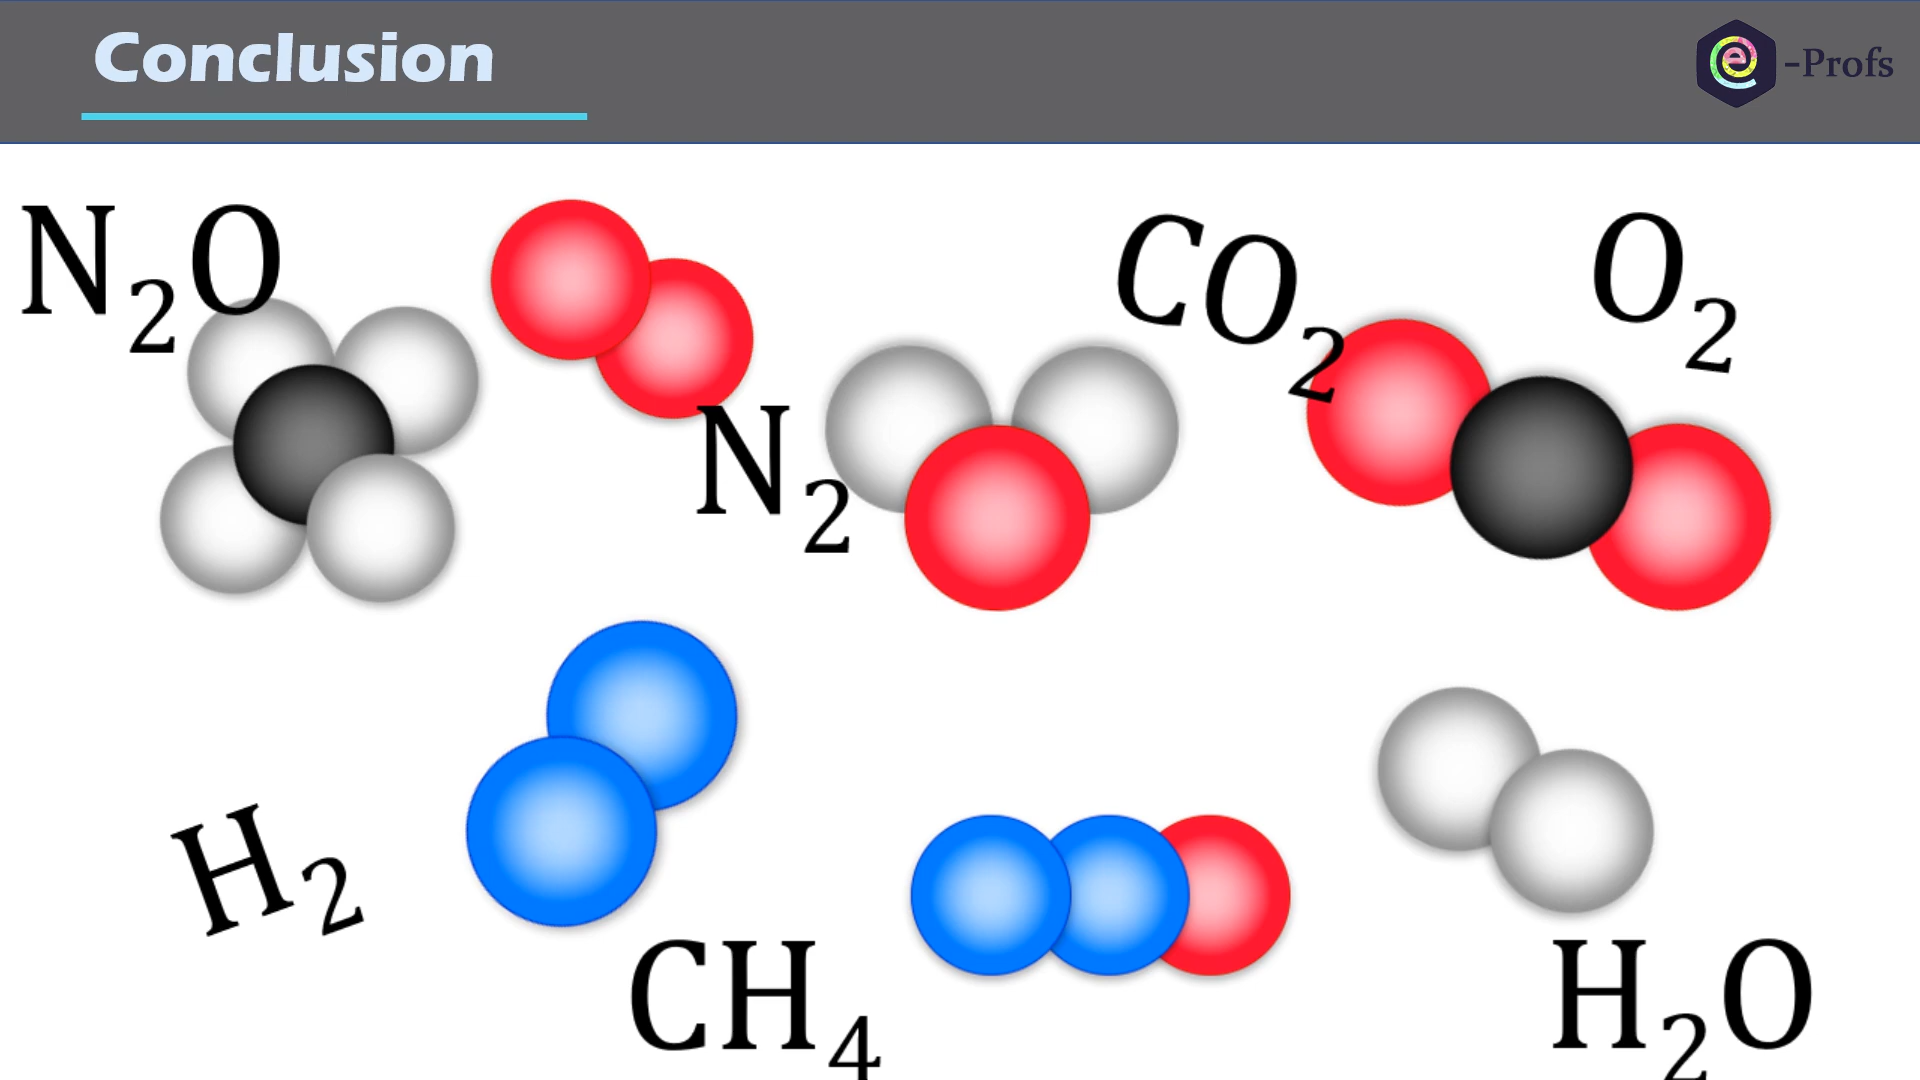 Conclusion
e -Profs
N₂O
CO₂
O₂
N₂
H₂
CH₄
H₂O